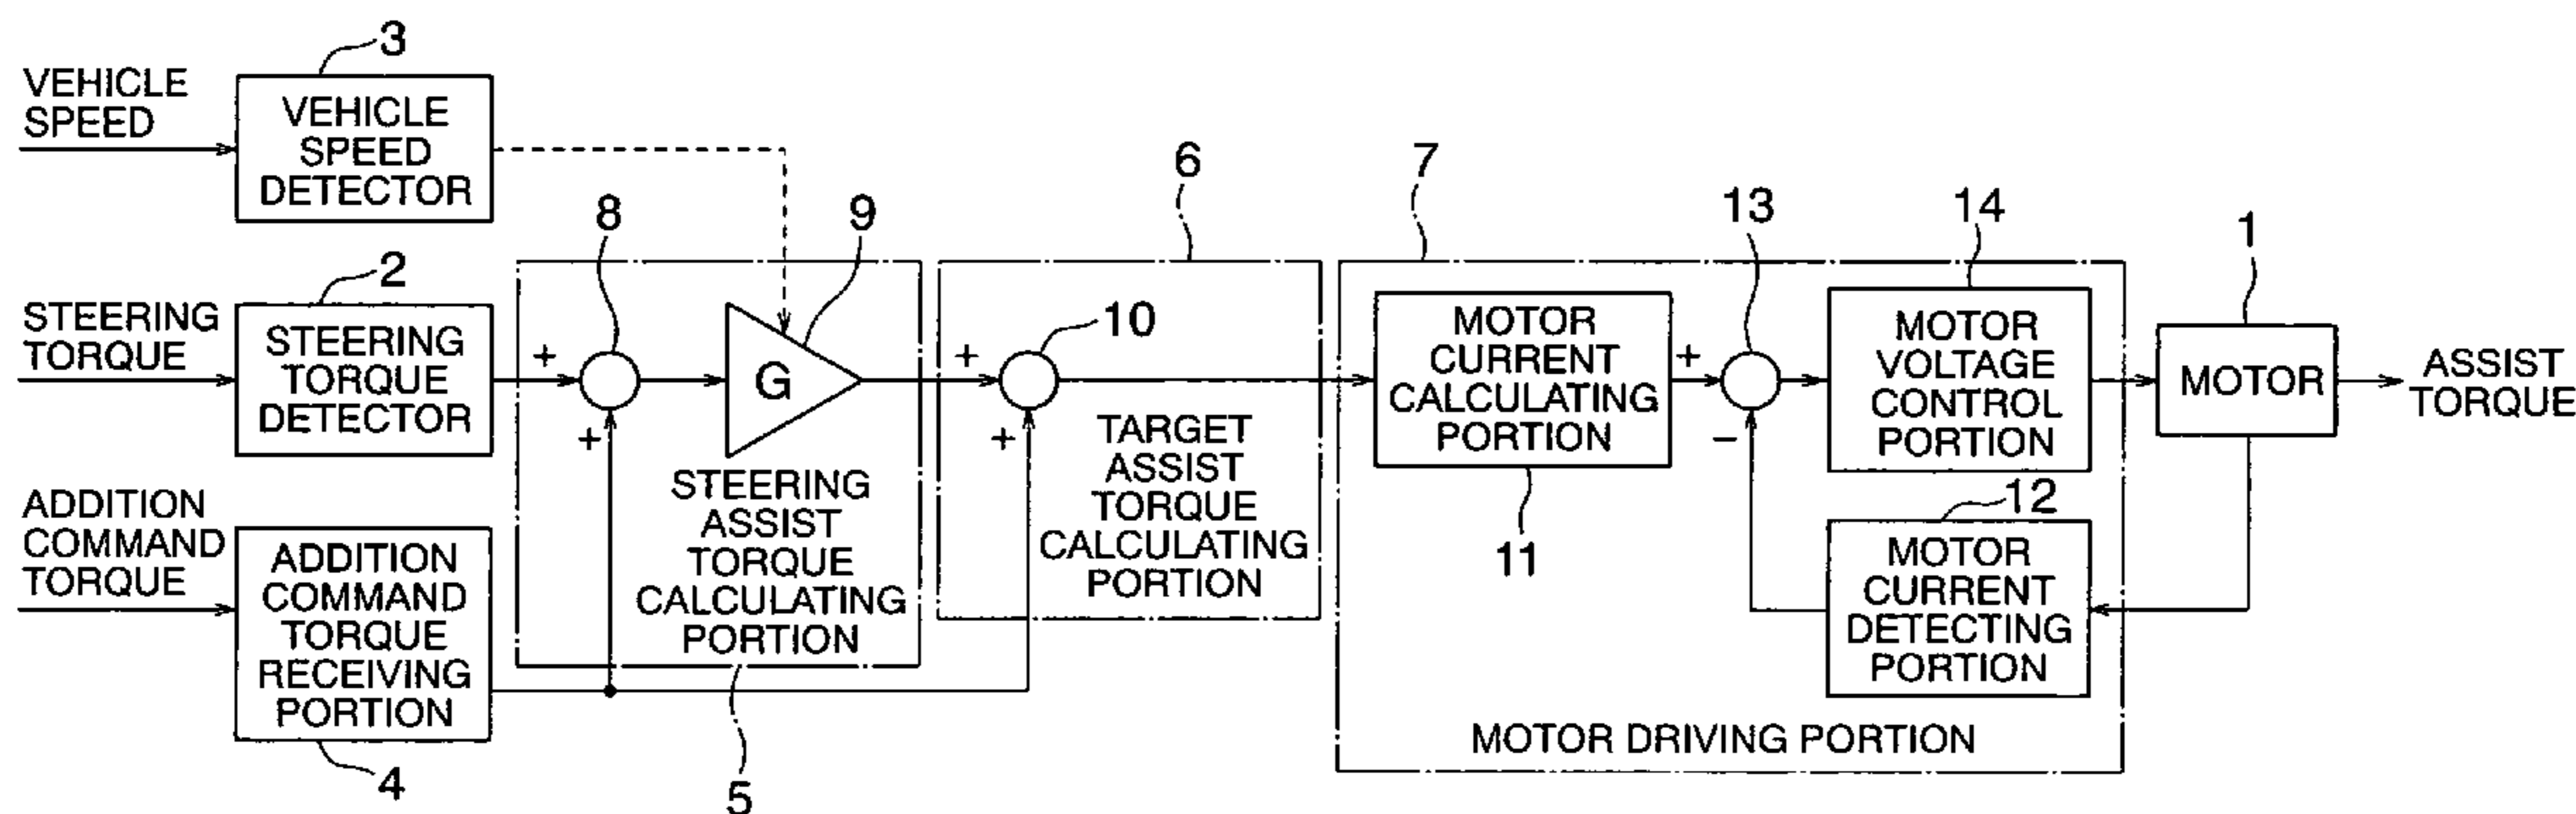 3
VEHICLE
SPEED
VEHICLE
SPEED
DETECTOR
2
STEERING
TORQUE
STEERING
TORQUE
DETECTOR
ADDITION
COMMAND
TORQUE
ADDITION
COMMAND
TORQUE
RECEIVING
PORTION
4
8
9
+
+
G
STEERING
ASSIST
TORQUE
CALCULATING
PORTION
5
6
10
+
+
TARGET
ASSIST
TORQUE
CALCULATING
PORTION
7
MOTOR
CURRENT
CALCULATING
PORTION
11
13
+
−
14
MOTOR
VOLTAGE
CONTROL
PORTION
12
MOTOR
CURRENT
DETECTING
PORTION
MOTOR DRIVING PORTION
1
MOTOR
ASSIST
TORQUE